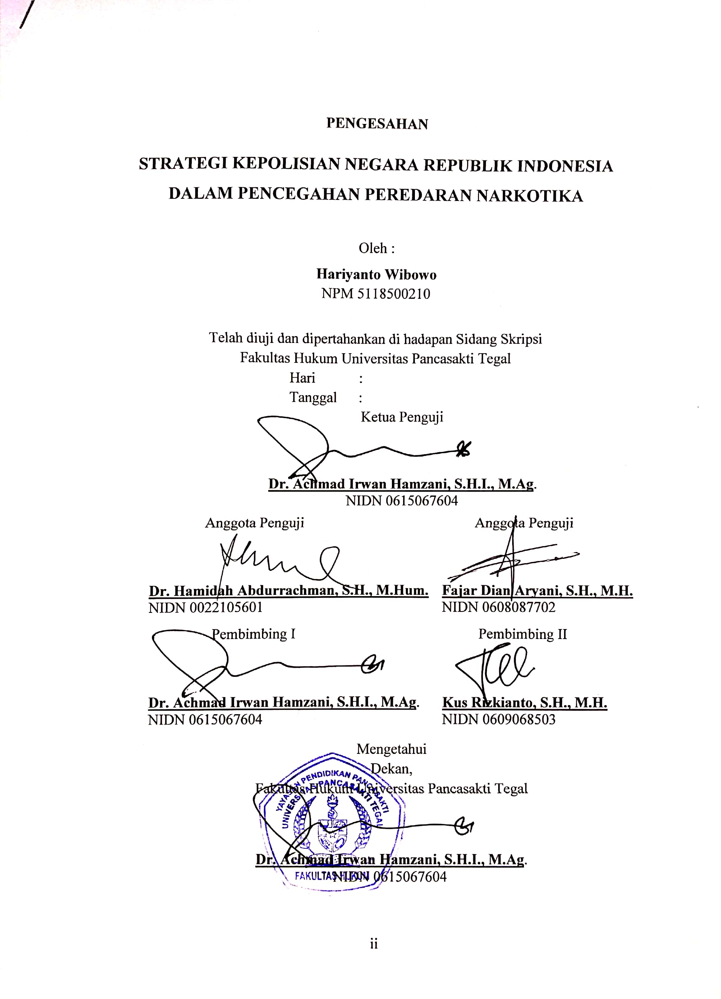 PENGESAHAN
STRATEGI KEPOLISIAN NEGARA REPUBLIK INDONESIA
DALAM PENCEGAHAN PEREDARAN NARKOTIKA
Oleh :
Hariyanto Wibowo
NPM 5118500210
Telah diuji dan dipertahankan di hadapan Sidang Skripsi
Fakultas Hukum Universitas Pancasakti Tegal
Hari :
Tanggal :
Ketua Penguji
Dr. Achmad Irwan Hamzani, S.H.I., M.Ag.
NIDN 0615067604
Anggota Penguji Anggota Penguji
Dr. Hamidah Abdurrachman, S.H., M.Hum. Fajar Dian Aryani, S.H., M.H.
NIDN 0022105601 NIDN 0608087702
Pembimbing I Pembimbing II
Dr. Achmad Irwan Hamzani, S.H.I., M.Ag. Kus Rizkianto, S.H., M.H.
NIDN 0615067604 NIDN 0609068503
Mengetahui
Dekan,
Fakultas Hukum Universitas Pancasakti Tegal
YAYASAN PENDIDIKAN PANCASAKTI
UNIVERSITAS PANCASAKTI TEGAL
Dr. Achmad Irwan Hamzani, S.H.I., M.Ag.
FAKULTAS HUKUM
NIDN 0615067604
ii